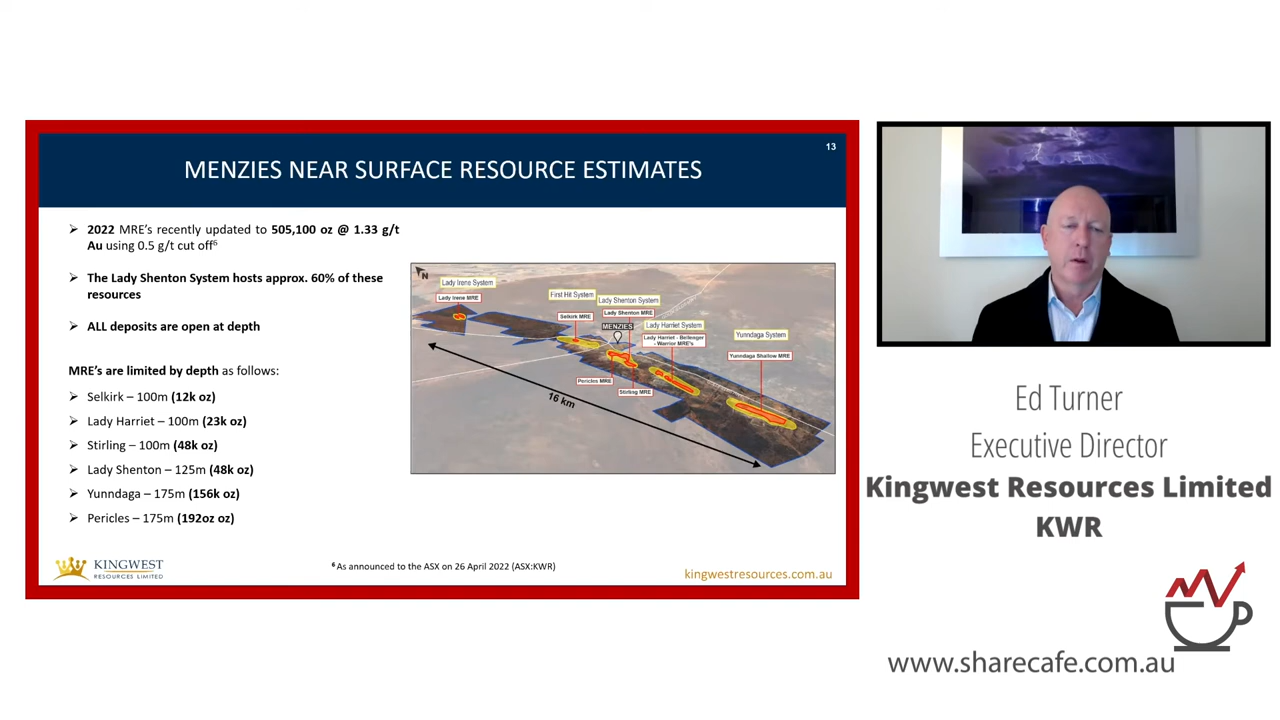 13
MENZIES NEAR SURFACE RESOURCE ESTIMATES
➢ 2022 MRE's recently updated to 505,100 oz @ 1.33 g/t
Au using 0.5 g/t cut off⁶
➢ The Lady Shenton System hosts approx. 60% of these
resources
➢ ALL deposits are open at depth
MRE's are limited by depth as follows:
➢ Selkirk – 100m (12k oz)
➢ Lady Harriet – 100m (23k oz)
➢ Stirling – 100m (48k oz)
➢ Lady Shenton – 125m (48k oz)
➢ Yunndaga – 175m (156k oz)
➢ Pericles – 175m (192oz oz)
N
Lady Irene System
Lady Irene MRE
First Hit System
Selkirk MRE
Lady Shenton System
Lady Shenton MRE
MENZIES
Lady Harriet System
Lady Harriet - Bellenger
- Warrior MRE's
Yunndaga System
Yunndaga Shallow MRE
Pericles MRE
Stirling MRE
16 km
KINGWEST
RESOURCES LIMITED
⁶ As announced to the ASX on 26 April 2022 (ASX:KWR)
kingwestresources.com.au
Ed Turner
Executive Director
Kingwest Resources Limited
KWR
www.sharecafe.com.au